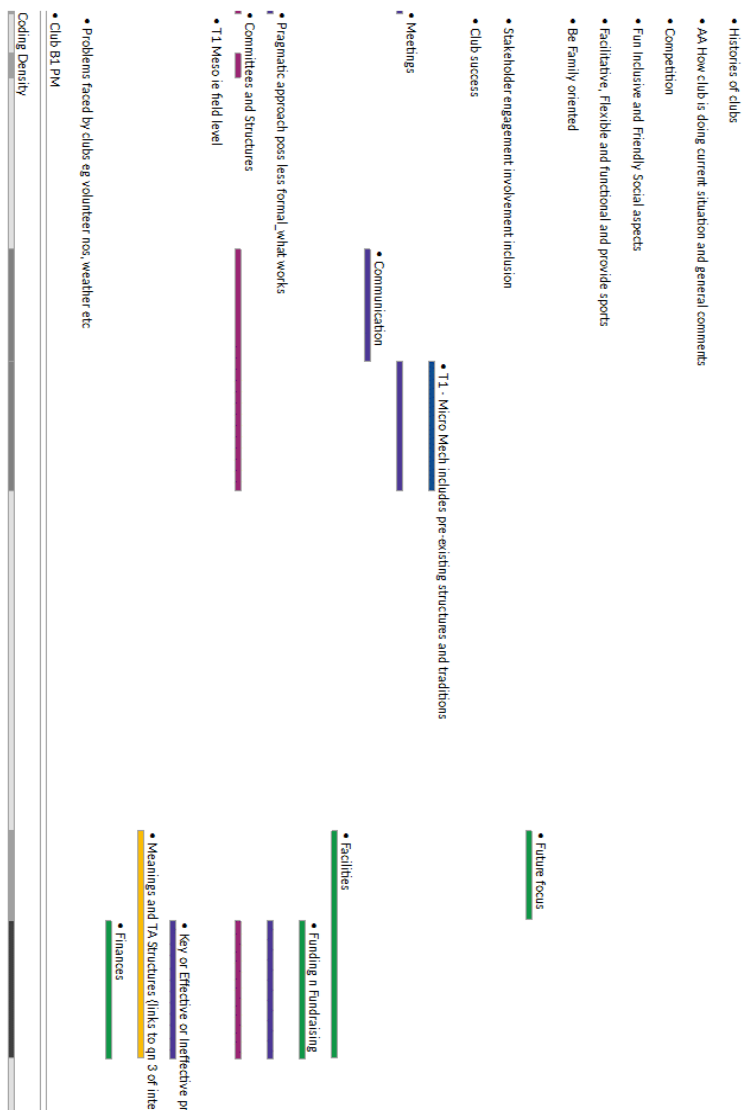 • Histories of clubs
• AA How club is doing current situation and general comments
• Competition
• Fun Inclusive and Friendly Social aspects
• Facilitative, Flexible and functional and provide sports
• Be Family oriented
• Future focus
• Stakeholder engagement involvement inclusion
• Club success
• T1 - Micro Mech includes pre-existing structures and traditions
• Meetings
• Communication
• Facilities
• Funding n Fundraising
• Pragmatic approach poss less formal_what works
• Committees and Structures
• T1 Meso ie field level
• Key or Effective or Ineffective pr
• Meanings and TA Structures (links to qn 3 of inte
• Finances
• Problems faced by clubs eg volunteer nos, weather etc
• Club B1 PM
Coding Density